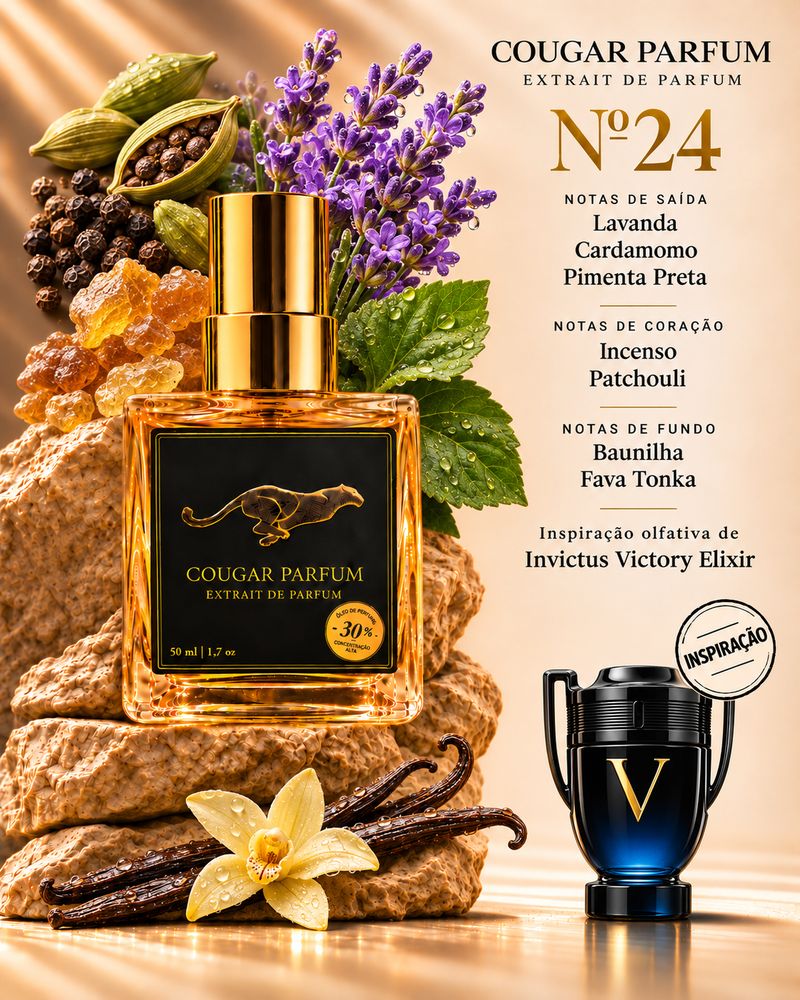 COUGAR PARFUM
EXTRAIT DE PARFUM
Nº24
NOTAS DE SAÍDA
Lavanda
Cardamomo
Pimenta Preta
NOTAS DE CORAÇÃO
Incenso
Patchouli
NOTAS DE FUNDO
Baunilha
Fava Tonka
Inspiração olfativa de
Invictus Victory Elixir
INSPIRAÇÃO
V
COUGAR PARFUM
EXTRAIT DE PARFUM
50 ml | 1,7 oz
ÓLEO DE PERFUME
- 30% -
CONCENTRAÇÃO
ALTA